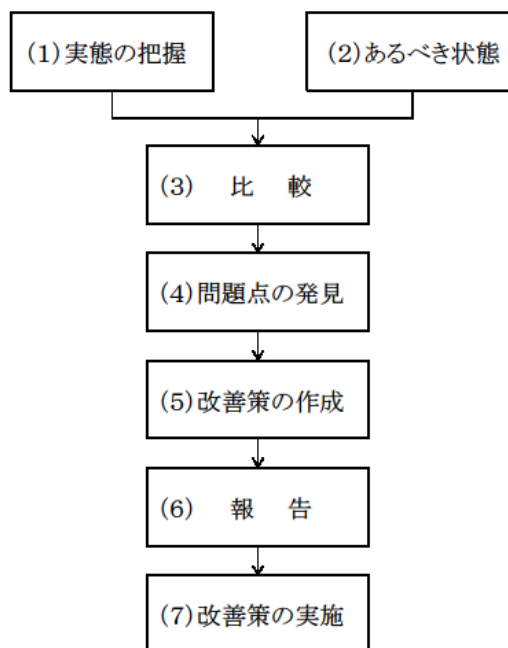 (1)実態の把握
(2)あるべき状態
(3) 比 較
(4)問題点の発見
(5)改善策の作成
(6) 報 告
(7)改善策の実施